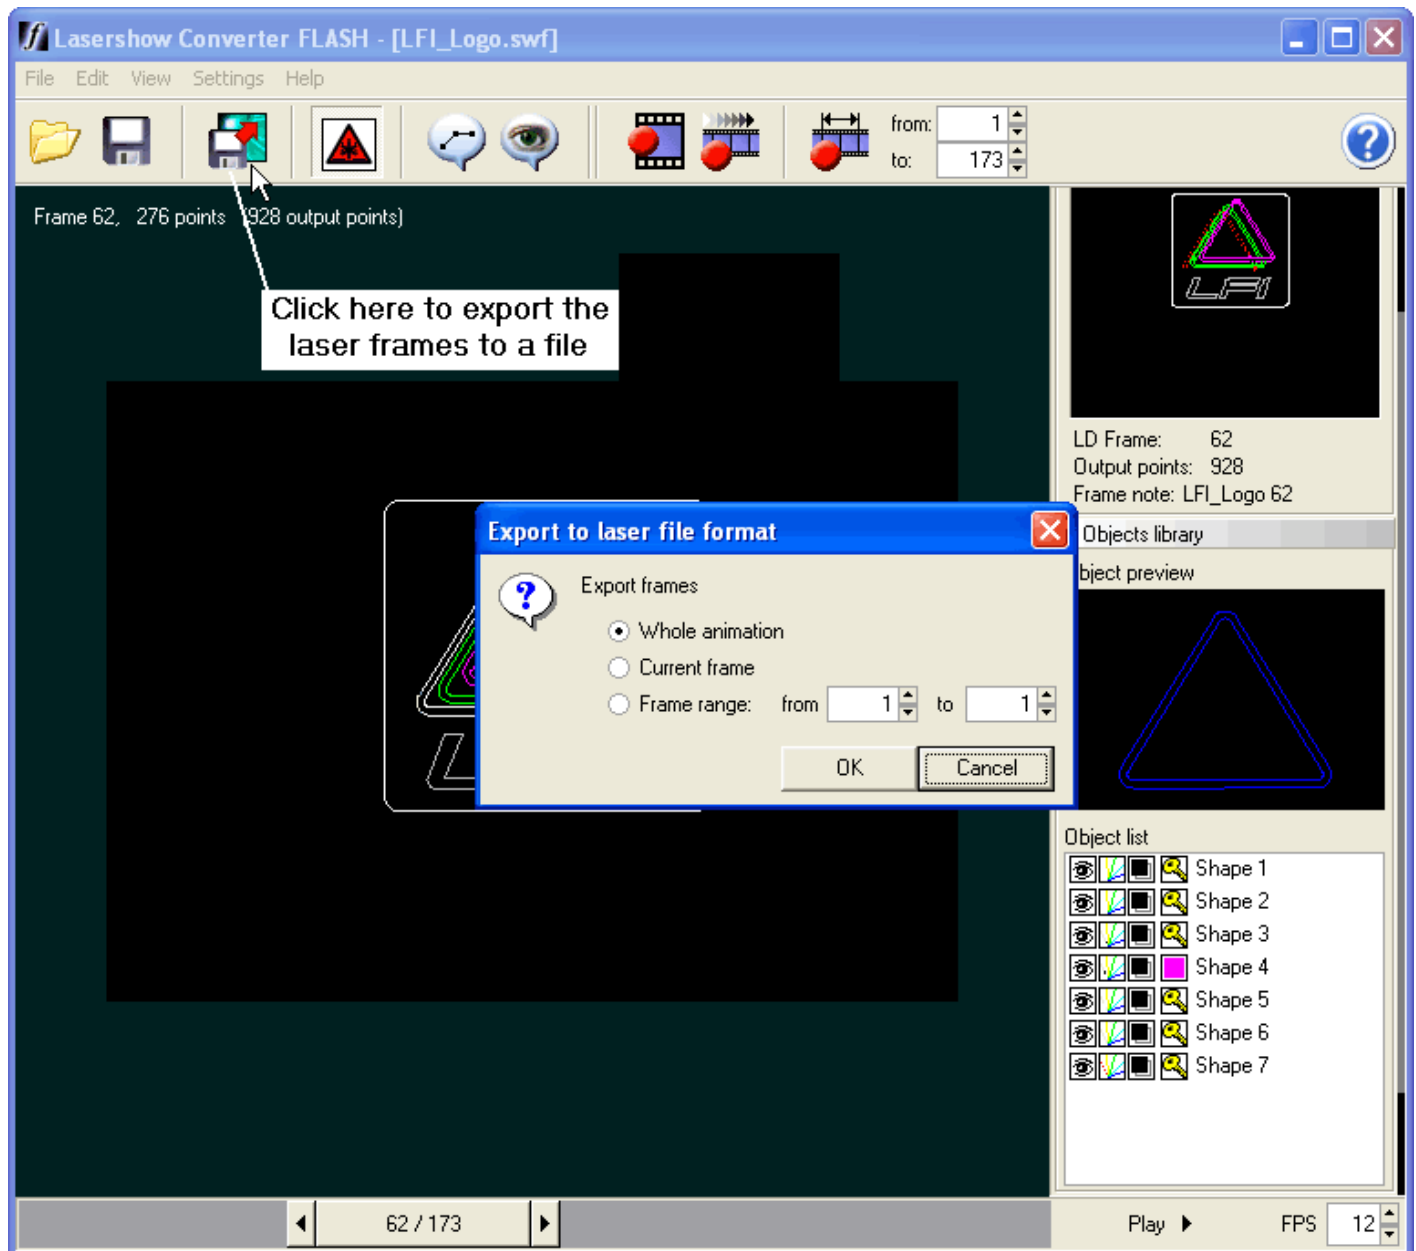 Lasershow Converter FLASH - [LFI_Logo.swf]
File Edit View Settings Help
from: 1
to: 173
Frame 62, 276 points (928 output points)
Click here to export the
laser frames to a file
LFI
LD Frame: 62
Output points: 928
Frame note: LFI_Logo 62
Objects library
bject preview
Export to laser file format
Export frames
Whole animation
Current frame
Frame range: from 1 to 1
OK Cancel
L
Object list
Shape 1
Shape 2
Shape 3
Shape 4
Shape 5
Shape 6
Shape 7
62 / 173
Play
FPS 12